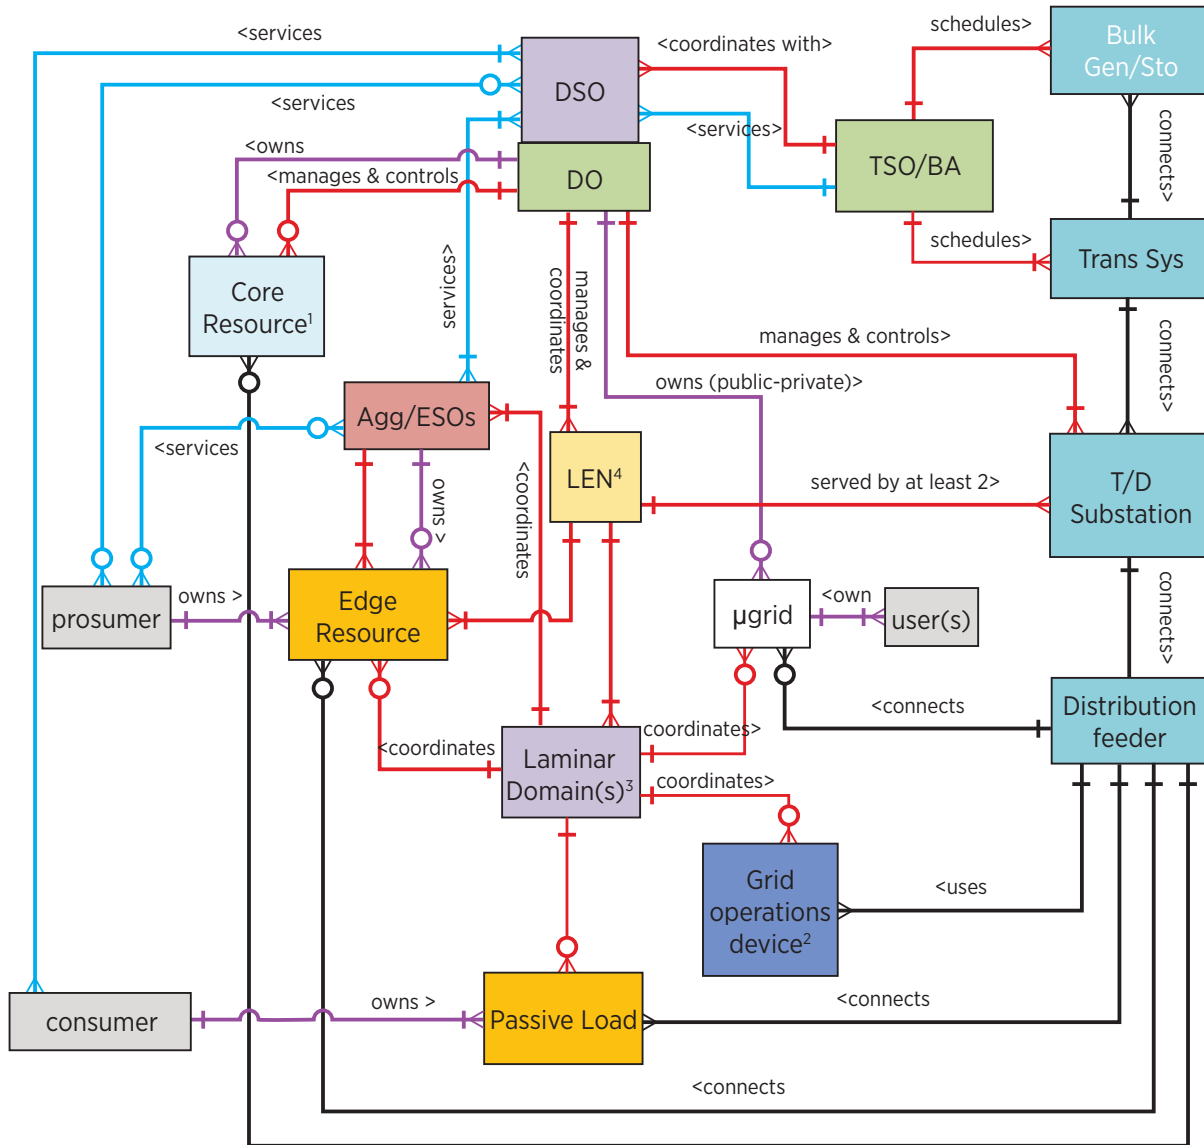 <services
<coordinates with>
schedules>
Bulk
Gen/Sto
DSO
<services
<services>
<owns
<manages & controls
DO
TSO/BA
connects>
services>
manages &
coordinates
schedules>
Trans Sys
Core
Resource¹
manages & controls>
connects>
owns (public-private)>
Agg/ESOs
<services
owns >
<coordinates
LEN⁴
served by at least 2>
T/D
Substation
prosumer
owns >
Edge
Resource
µgrid
<own
user(s)
connects>
<coordinates
Laminar
Domain(s)³
coordinates>
<connects
Distribution
feeder
coordinates>
Grid
operations
device²
<uses
consumer
owns >
Passive Load
<connects
<connects